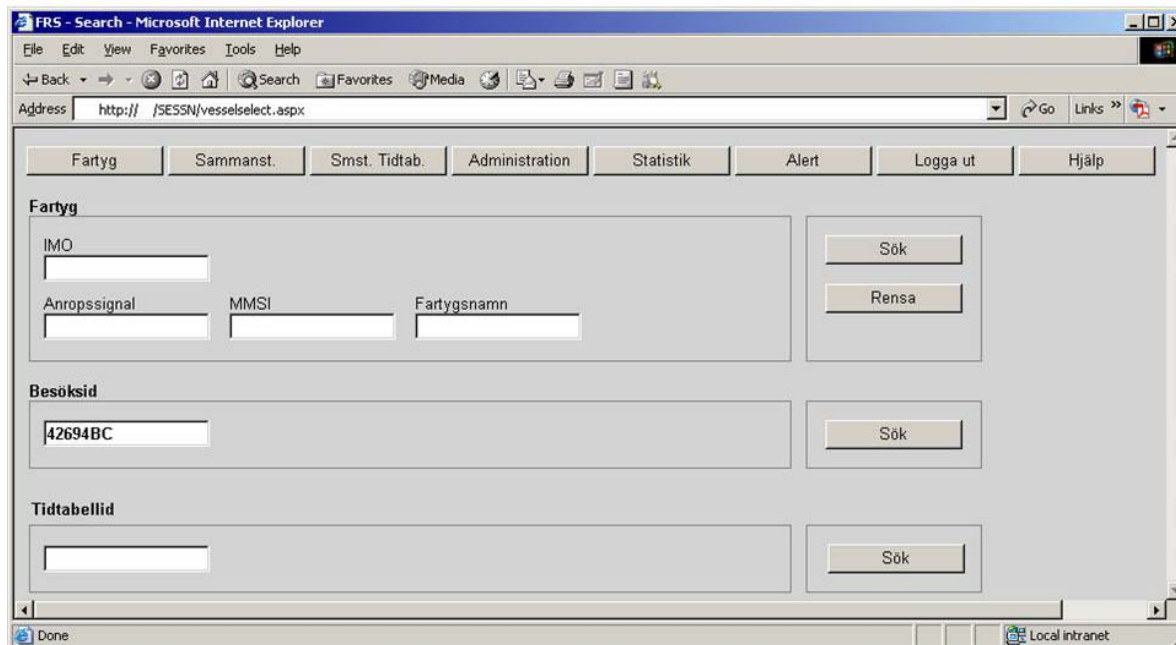 FRS - Search - Microsoft Internet Explorer
File Edit View Favorites Tools Help
Back Search Favorites Media
Address http:// /SESSN/vesselselect.aspx Go Links »
Fartyg Sammanst. Smst. Tidtab. Administration Statistik Alert Logga ut Hjälp
Fartyg
IMO
Sök
Anropssignal MMSI Fartygsnamn
Rensa
Besöksid
42694BC Sök
Tidtabellid
Sök
Done Local intranet